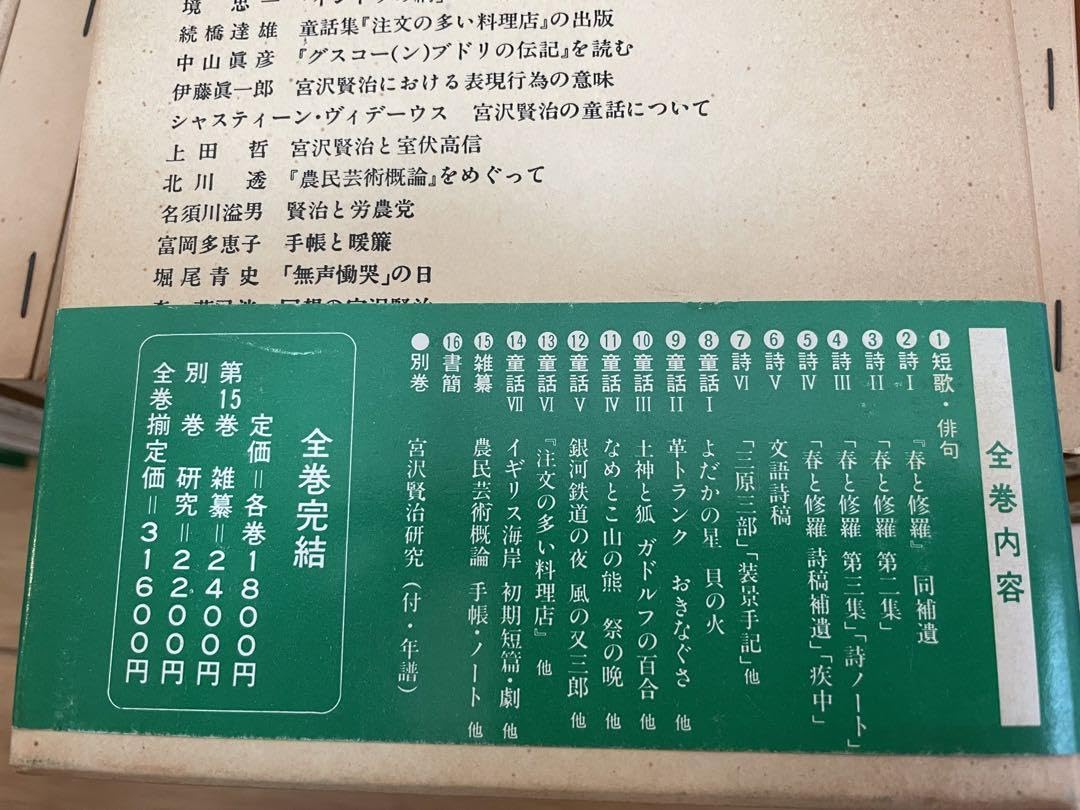 続橋達雄 童話集『注文の多い料理店』の出版
中山眞彦 『グスコー(ン)ブドリの伝記』を読む
伊藤眞一郎 宮沢賢治における表現行為の意味
シャスティーン・ヴィデーウス 宮沢賢治の童話について
上田哲 宮沢賢治と室伏高信
北川透 『農民芸術概論』をめぐって
名須川溢男 賢治と労農党
富岡多恵子 手帳と暖簾
堀尾青史 「無声慟哭」の日
全巻内容
❶短歌・俳句
❷詩Ⅰ 『春と修羅』 同補遺
❸詩Ⅱ 「春と修羅 第二集」
❹詩Ⅲ 「春と修羅 第三集」「詩ノート」
❺詩Ⅳ 「春と修羅 詩稿補遺」「疾中」
❻詩Ⅴ 文語詩稿
❼詩Ⅵ 「三原三部」「装景手記」他
❽童話Ⅰ よだかの星 貝の火
❾童話Ⅱ 革トランク おきなぐさ 他
❿童話Ⅲ 土神と狐 ガドルフの百合 他
⓫童話Ⅳ なめとこ山の熊 祭の晩 他
⓬童話Ⅴ 銀河鉄道の夜 風の又三郎 他
⓭童話Ⅵ 『注文の多い料理店』 他
⓮童話Ⅶ イギリス海岸 初期短篇・劇 他
⓯雑纂 農民芸術概論 手帳・ノート 他
⓰書簡
●別巻 宮沢賢治研究(付・年譜)
全巻完結
定価＝各巻1800円
第15巻 雑纂＝2400円
別巻 研究＝2200円
全巻揃定価＝31600円